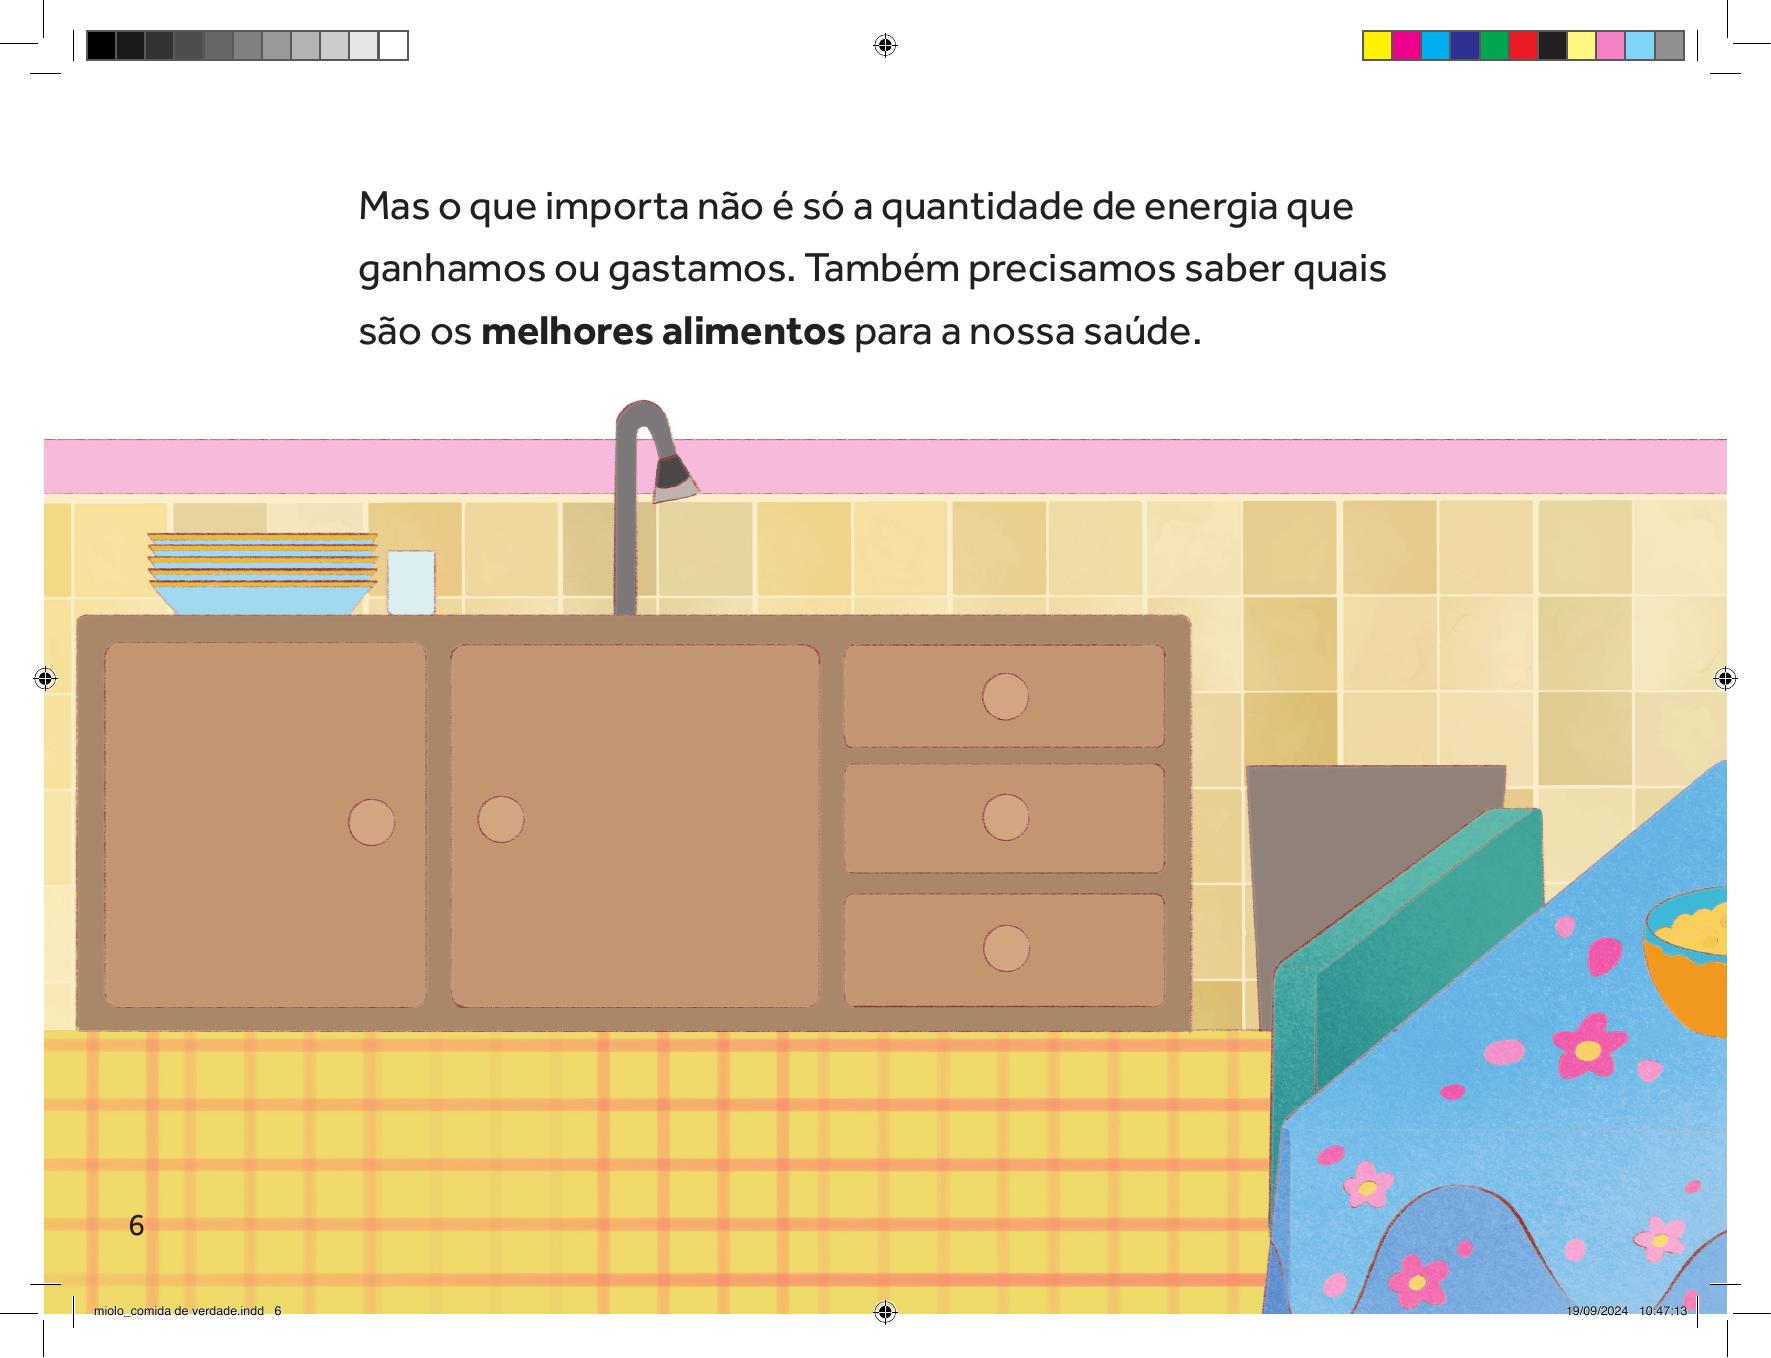 Mas o que importa não é só a quantidade de energia que
ganhamos ou gastamos. Também precisamos saber quais
são os melhores alimentos para a nossa saúde.
6
miolo_comida de verdade.indd 6
19/09/2024 10:47:13